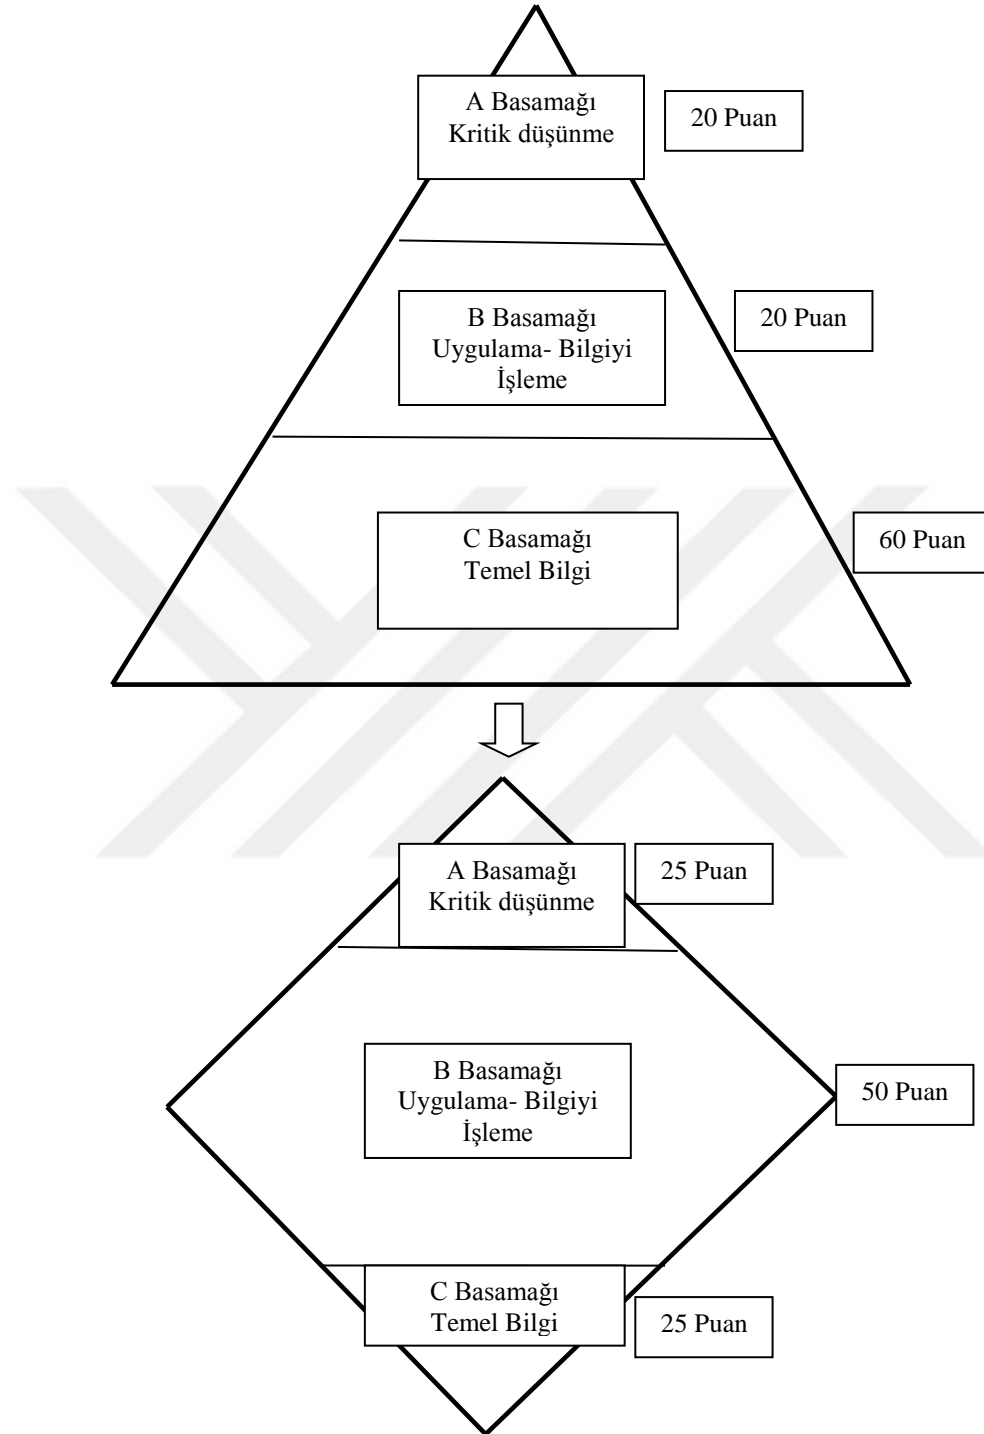 A Basamağı
Kritik düşünme
20 Puan
B Basamağı
Uygulama- Bilgiyi
İşleme
20 Puan
C Basamağı
Temel Bilgi
60 Puan
A Basamağı
Kritik düşünme
25 Puan
B Basamağı
Uygulama- Bilgiyi
İşleme
50 Puan
C Basamağı
Temel Bilgi
25 Puan